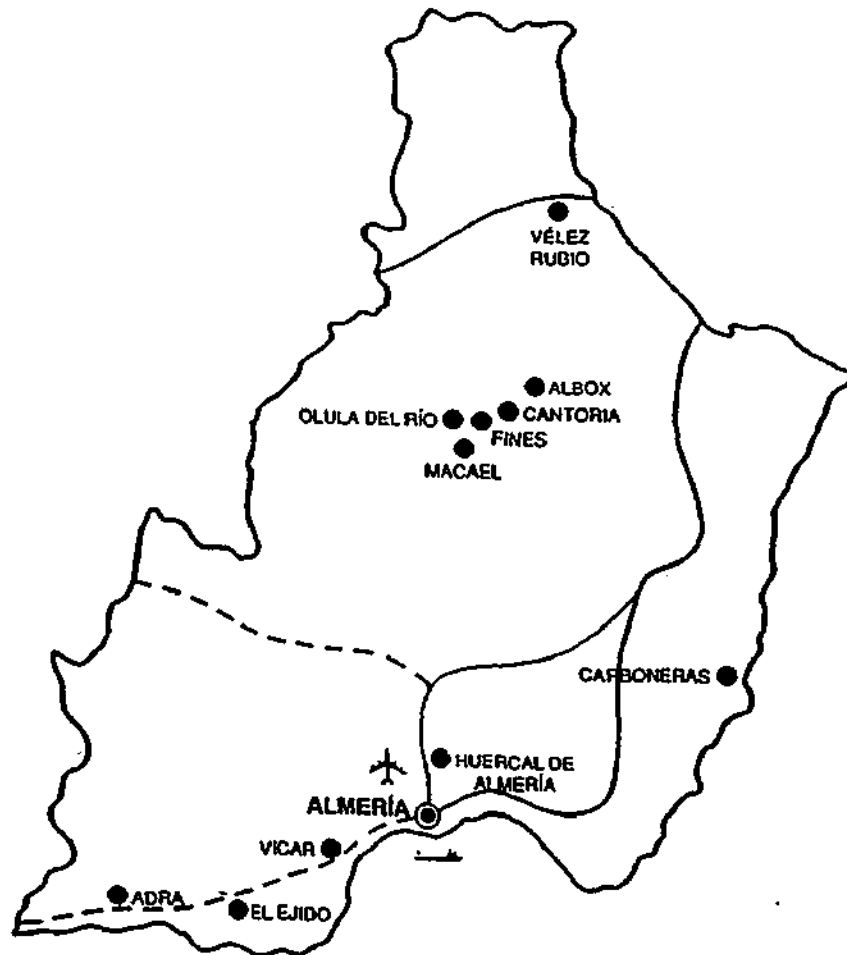 VÉLEZ
RUBIO
ALBOX
OLULA DEL RÍO
CANTORIA
FINES
MACAEL
CARBONERAS
HUERCAL DE
ALMERÍA
ALMERÍA
VICAR
ADRA
EL EJIDO